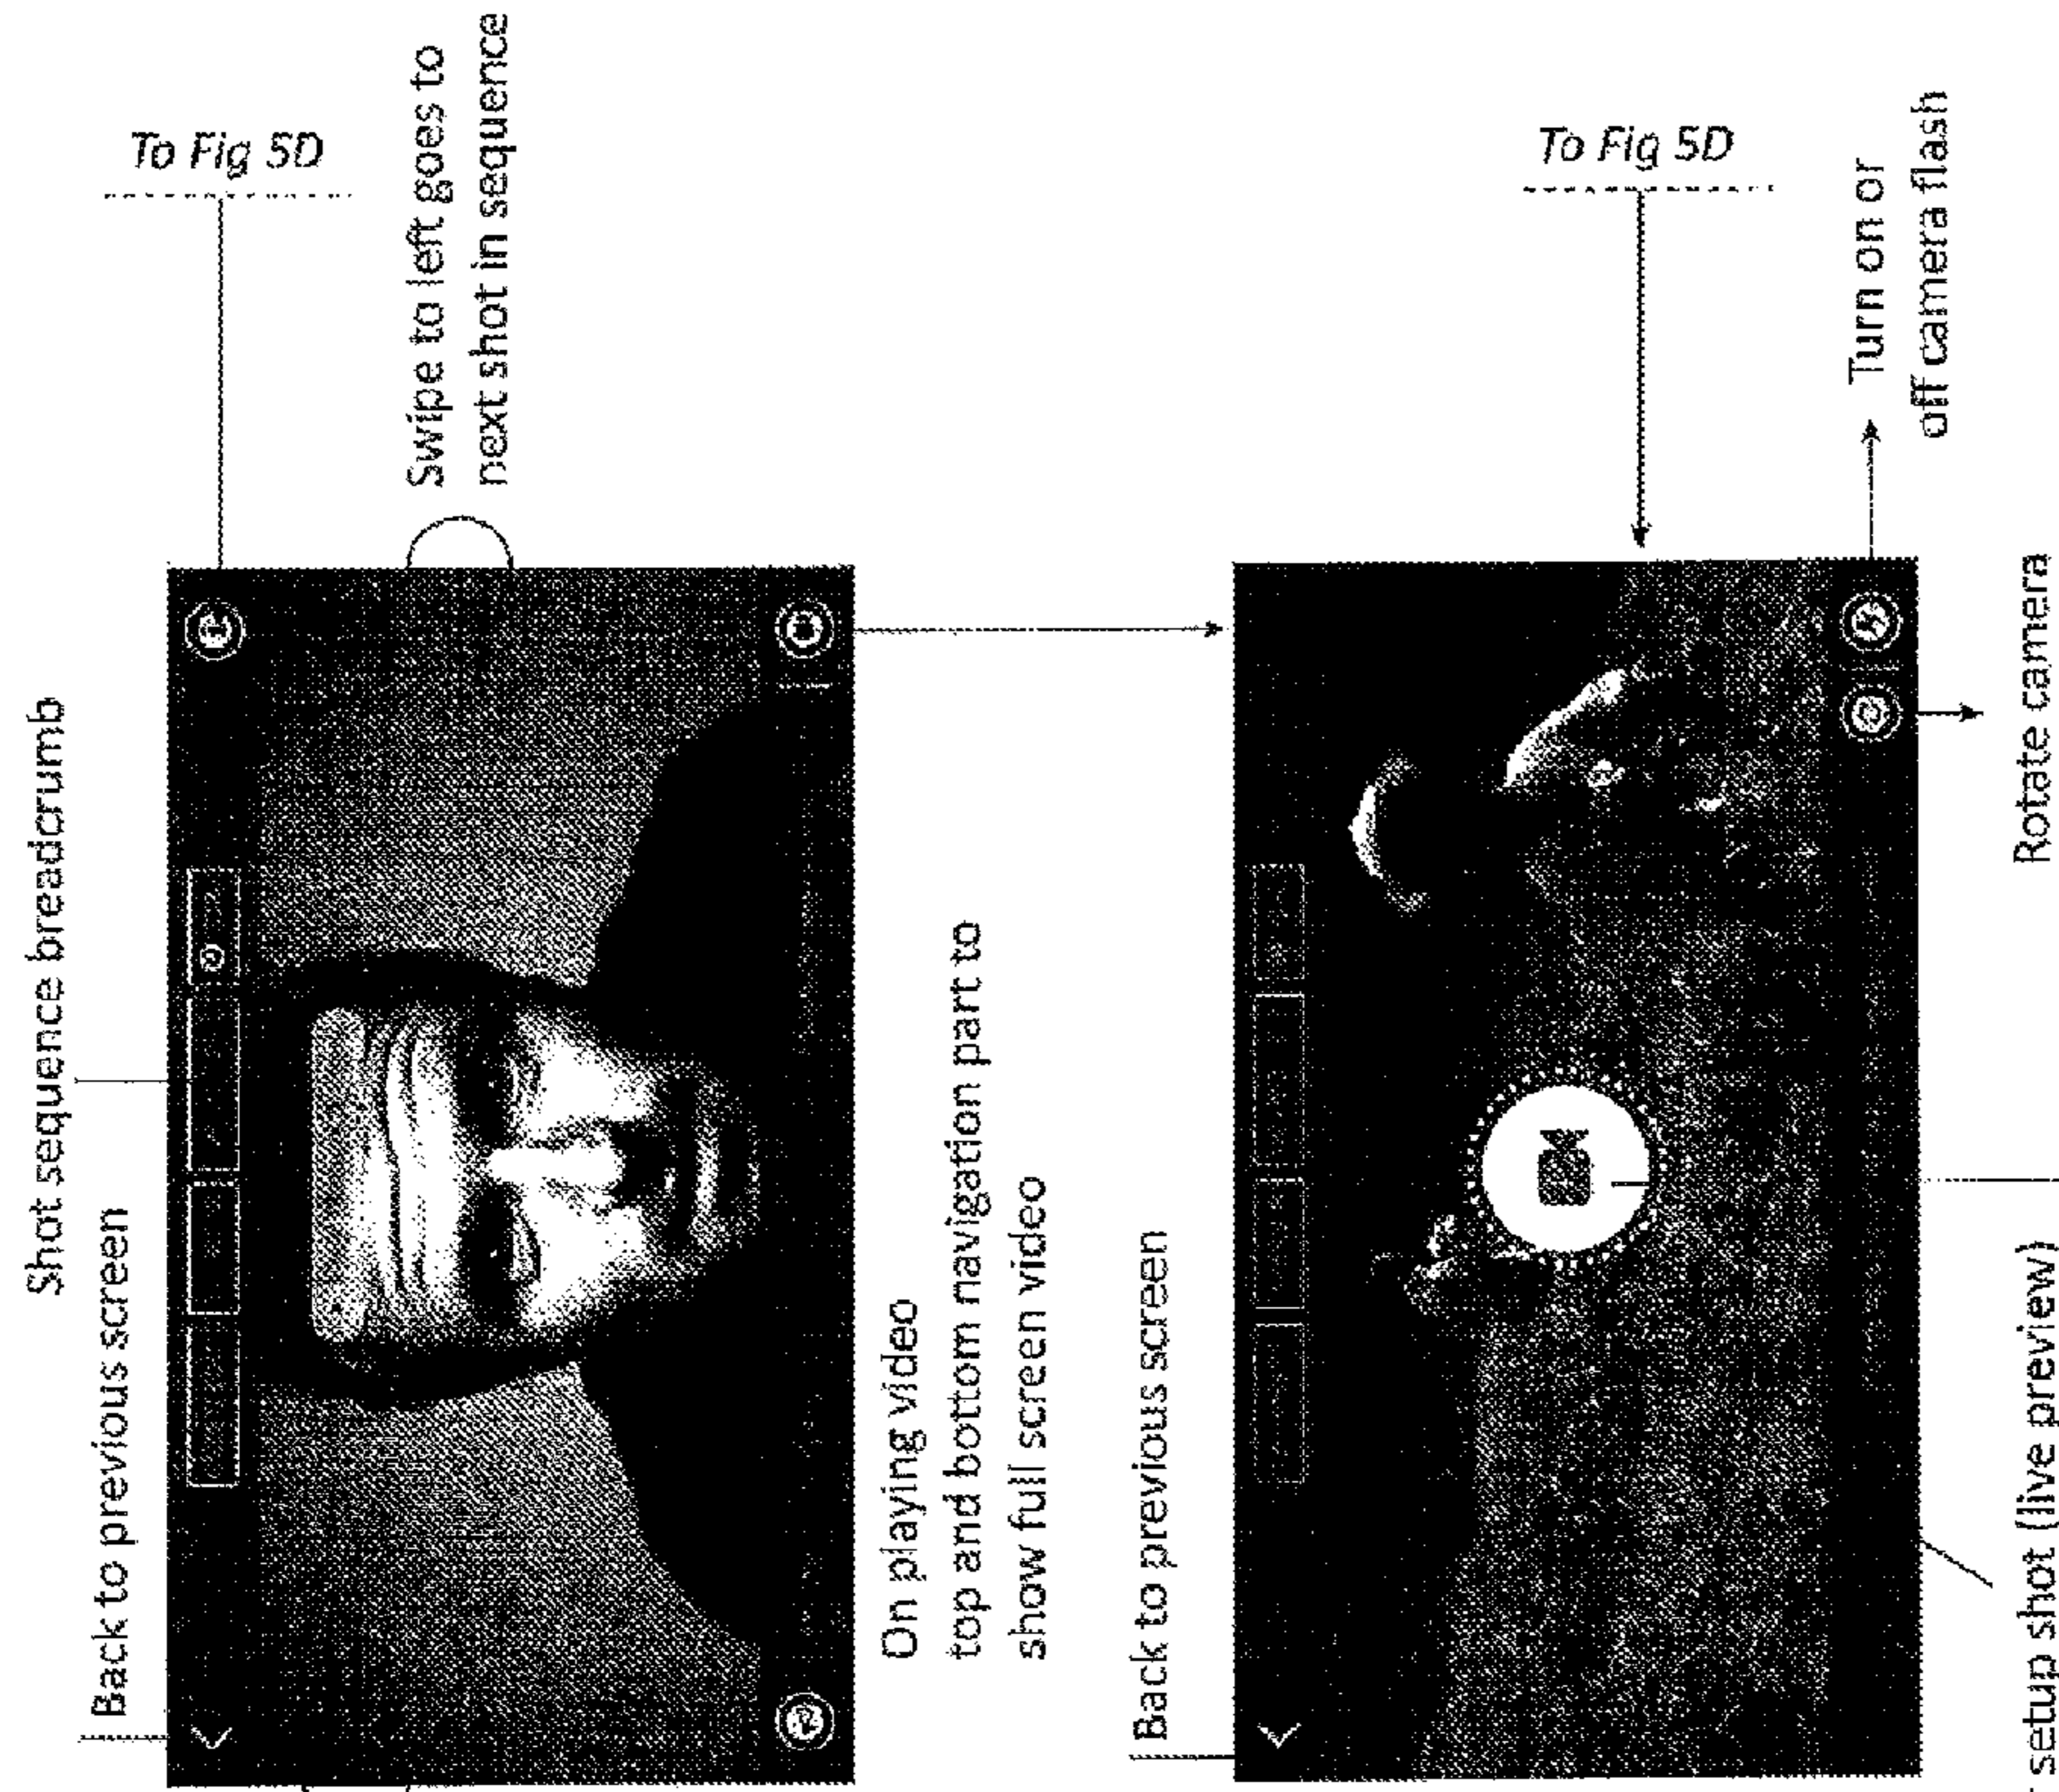 Shot sequence breadcrumb
Back to previous screen
To Fig 5D
Swipe to left goes to
next shot in sequence
On playing video
top and bottom navigation part to
show full screen video
Back to previous screen
To Fig 5D
Turn on or
off camera flash
Rotate camera
setup shot (live preview)